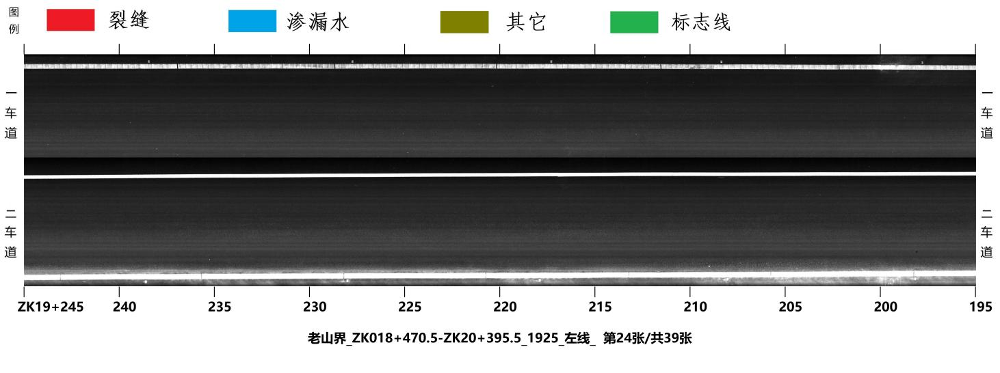 图例
裂缝
渗漏水
其它
标志线
一车道
一车道
二车道
二车道
ZK19+245 240 235 230 225 220 215 210 205 200 195
老山界_ZK018+470.5-ZK20+395.5_1925_左线_ 第24张/共39张